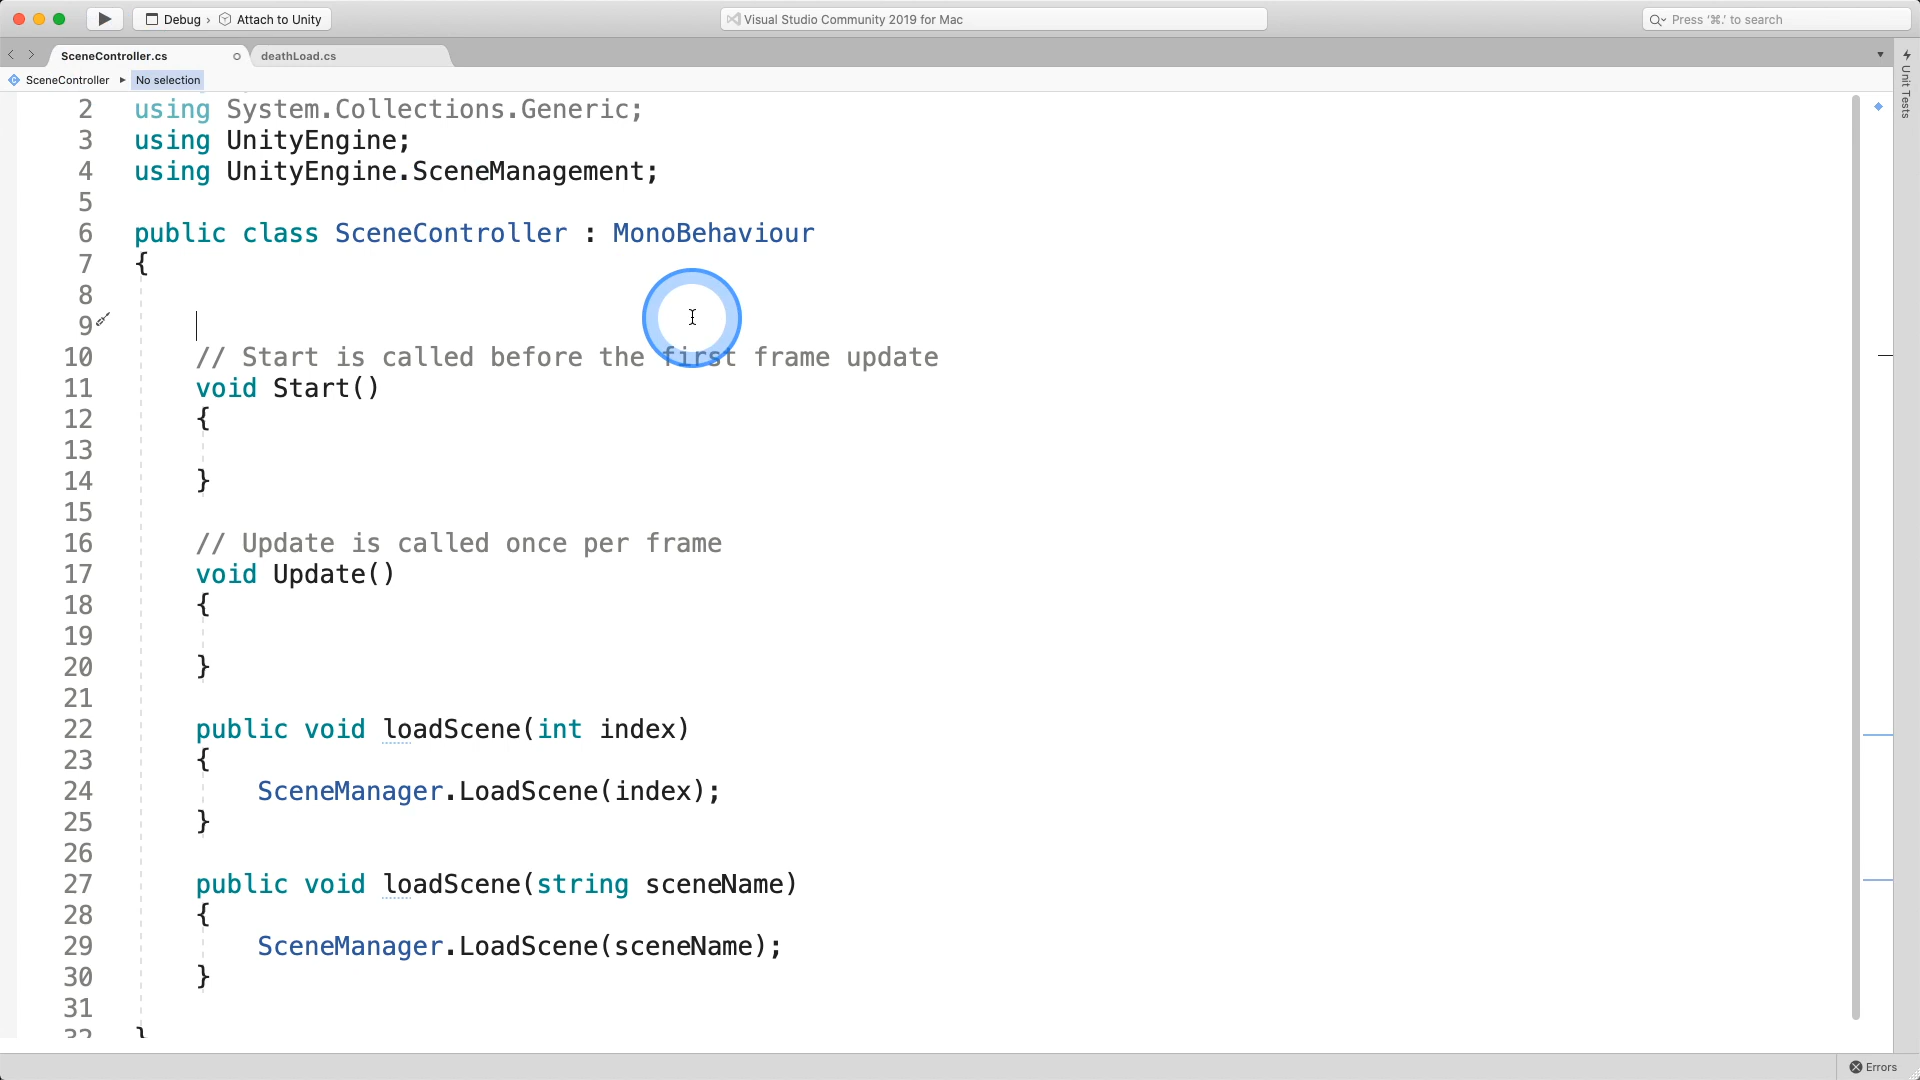 Debug › Attach to Unity
Visual Studio Community 2019 for Mac
Press '⌘.' to search
SceneController.cs
deathLoad.cs
SceneController ▸ No selection
Unit Tests
2 using System.Collections.Generic;
3 using UnityEngine;
4 using UnityEngine.SceneManagement;
5
6 public class SceneController : MonoBehaviour
7 {
8
9
10 // Start is called before the first frame update
11 void Start()
12 {
13
14 }
15
16 // Update is called once per frame
17 void Update()
18 {
19
20 }
21
22 public void loadScene(int index)
23 {
24 SceneManager.LoadScene(index);
25 }
26
27 public void loadScene(string sceneName)
28 {
29 SceneManager.LoadScene(sceneName);
30 }
31
32 }
Errors